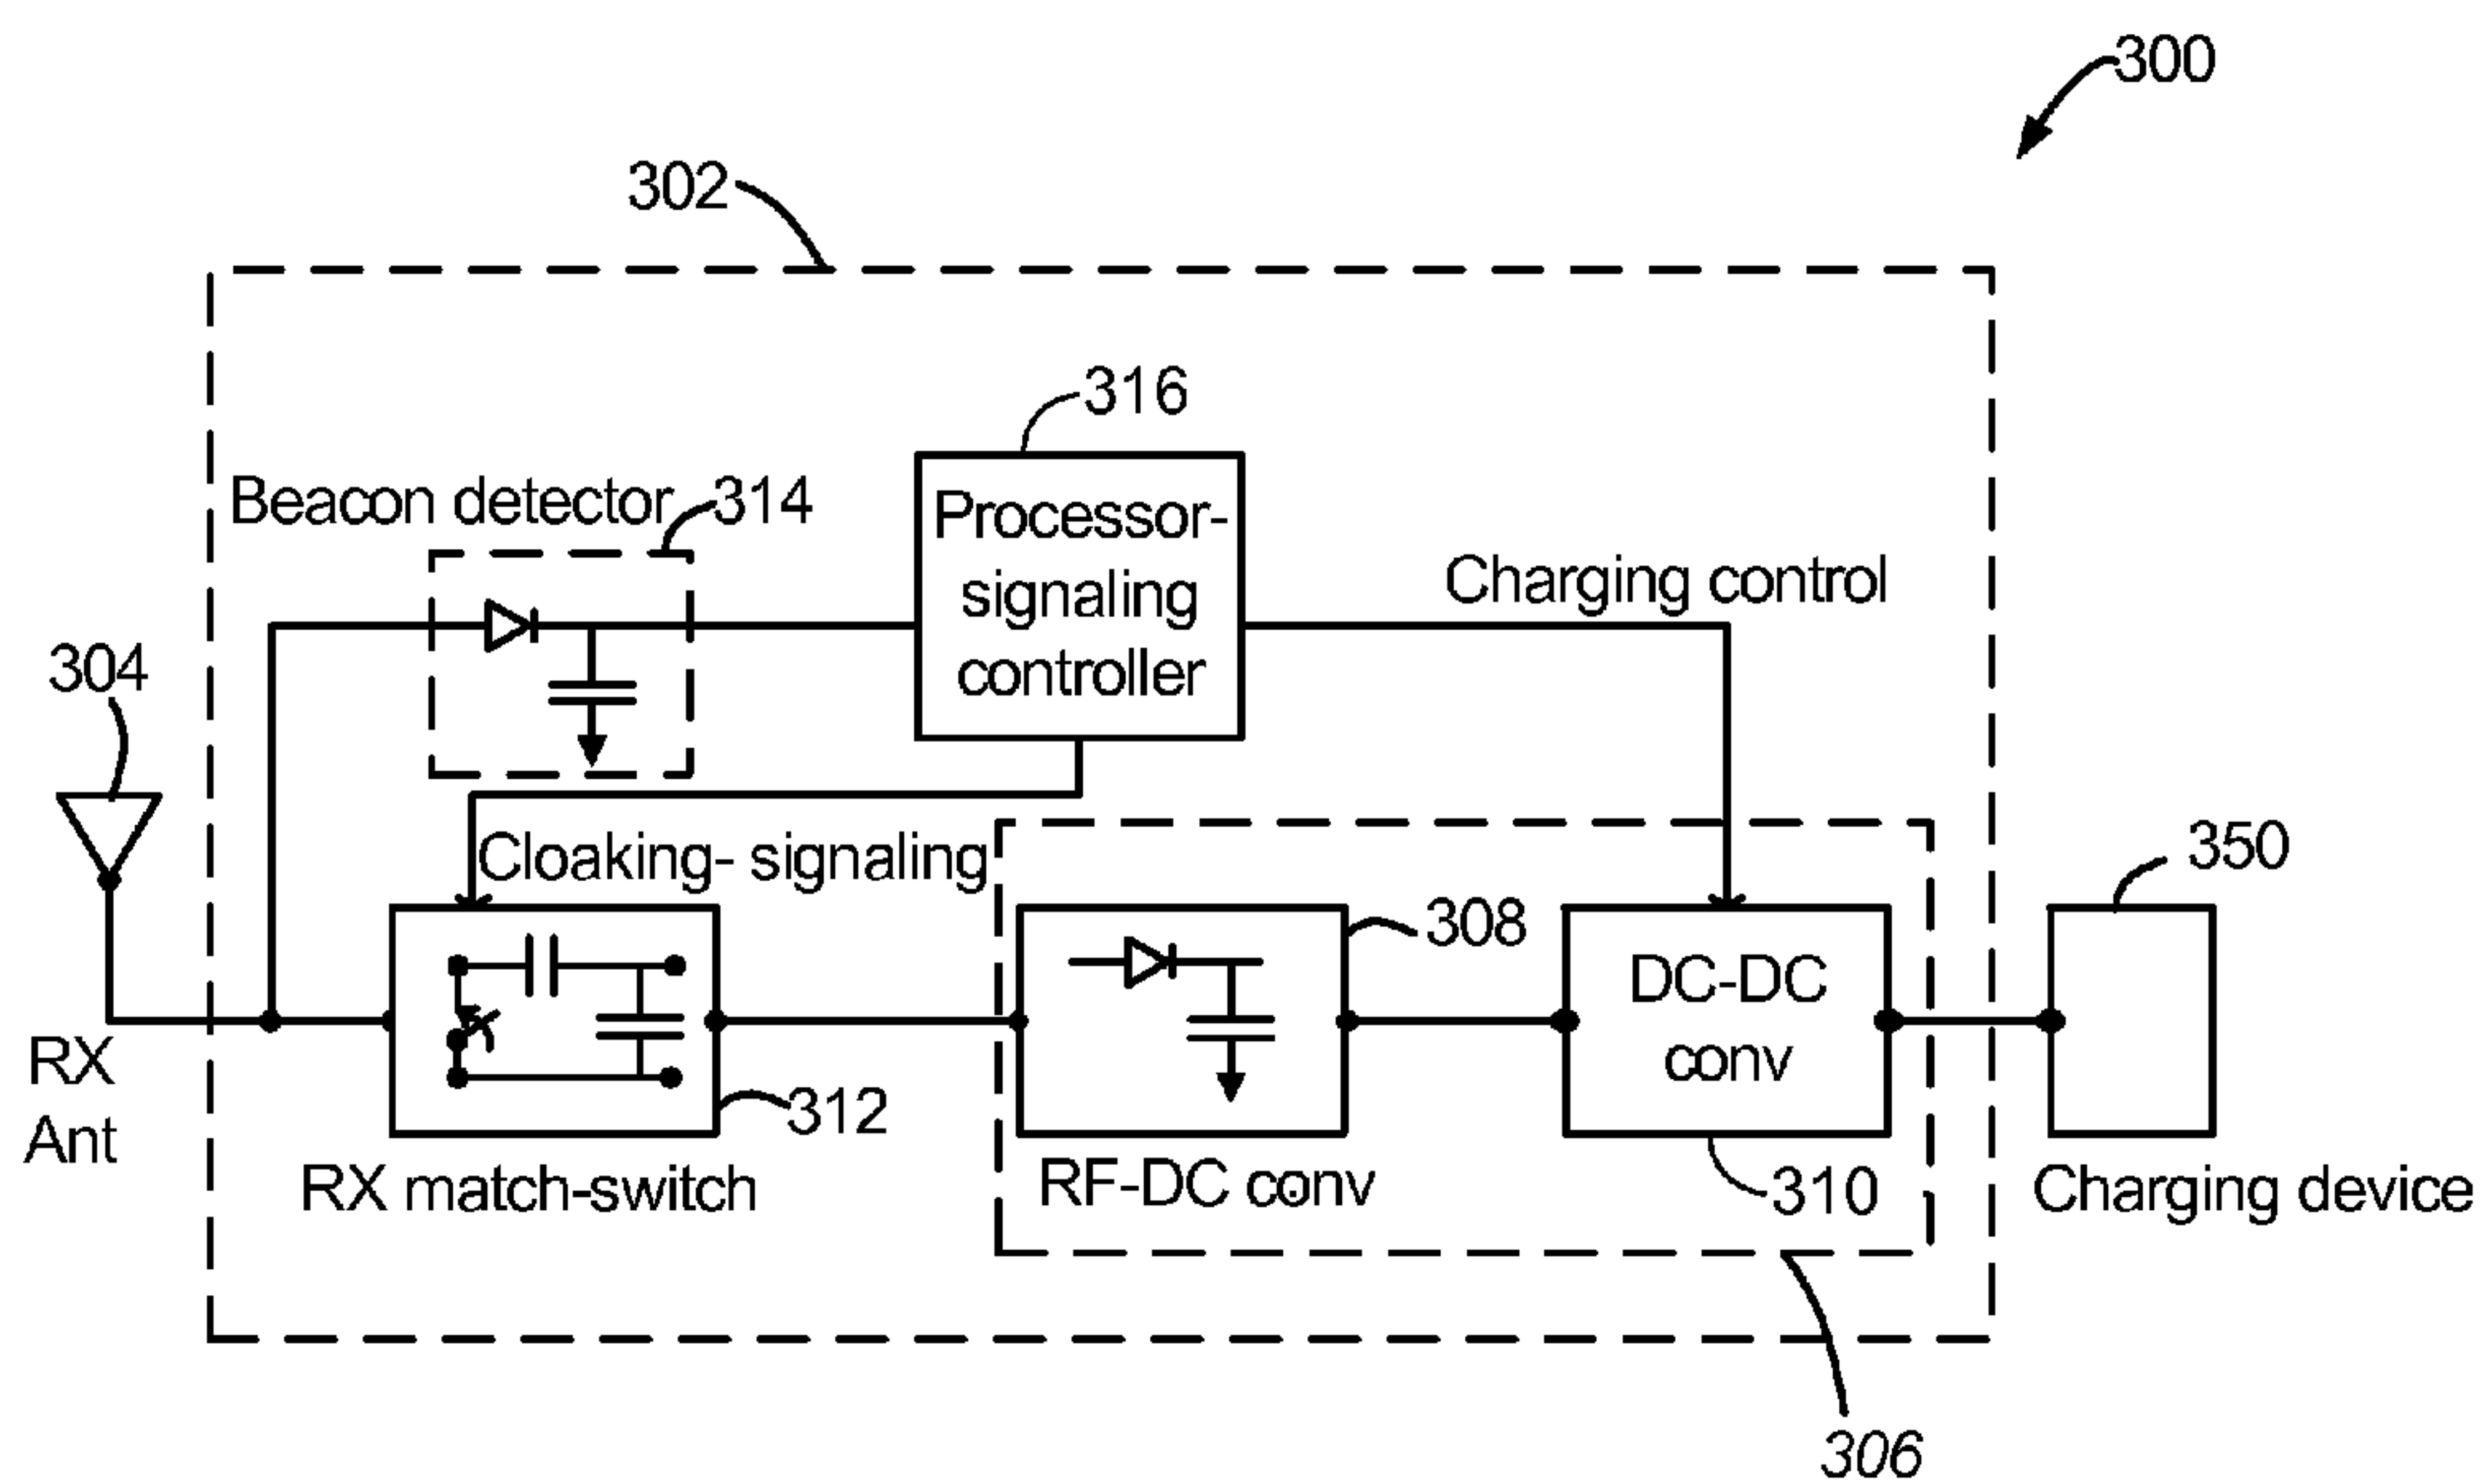 300
302
316
Beacon detector 314
Processor-
signaling
controller
Charging control
304
Cloaking- signaling
350
308
DC-DC
conv
RX
Ant
312
RX match-switch
RF-DC conv
310
Charging device
306